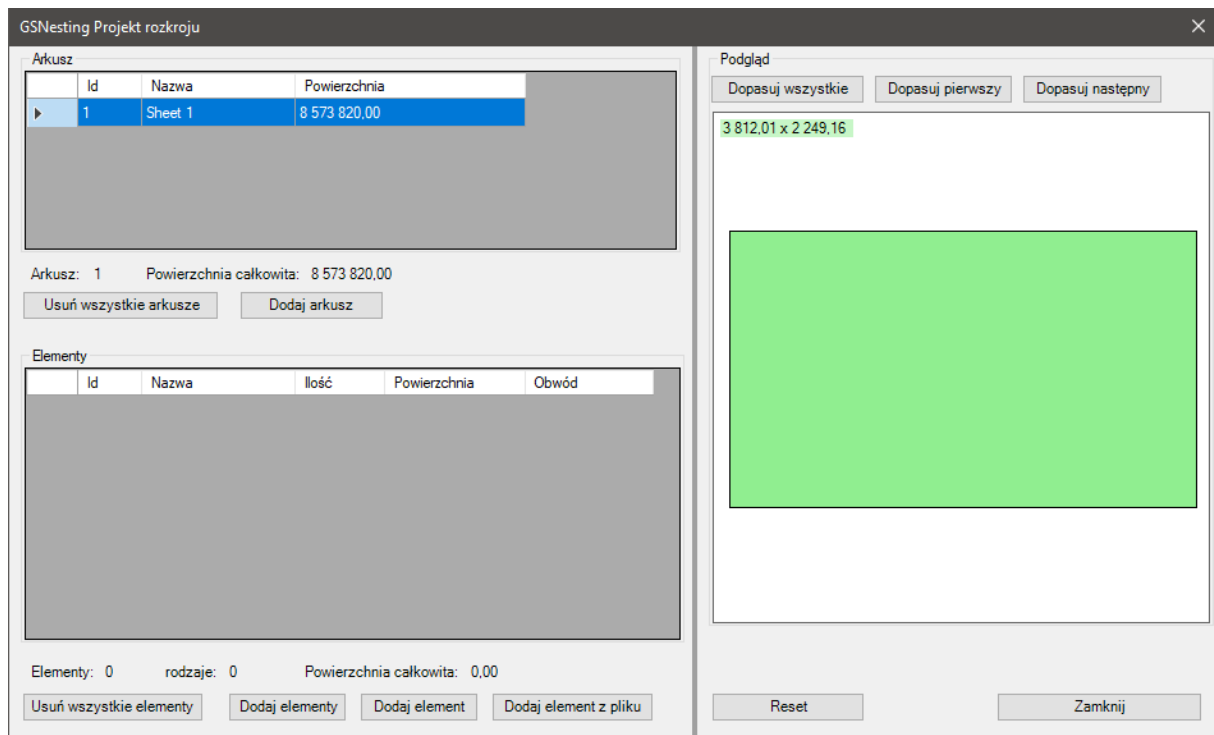 GSNesting Projekt rozkroju
Arkusz
Id Nazwa Powierzchnia
1 Sheet 1 8 573 820,00
Arkusz: 1 Powierzchnia całkowita: 8 573 820,00
Usuń wszystkie arkusze Dodaj arkusz
Elementy
Id Nazwa Ilość Powierzchnia Obwód
Elementy: 0 rodzaje: 0 Powierzchnia całkowita: 0,00
Usuń wszystkie elementy Dodaj elementy Dodaj element Dodaj element z pliku
Podgląd
Dopasuj wszystkie Dopasuj pierwszy Dopasuj następny
3 812,01 x 2 249,16
Reset Zamknij